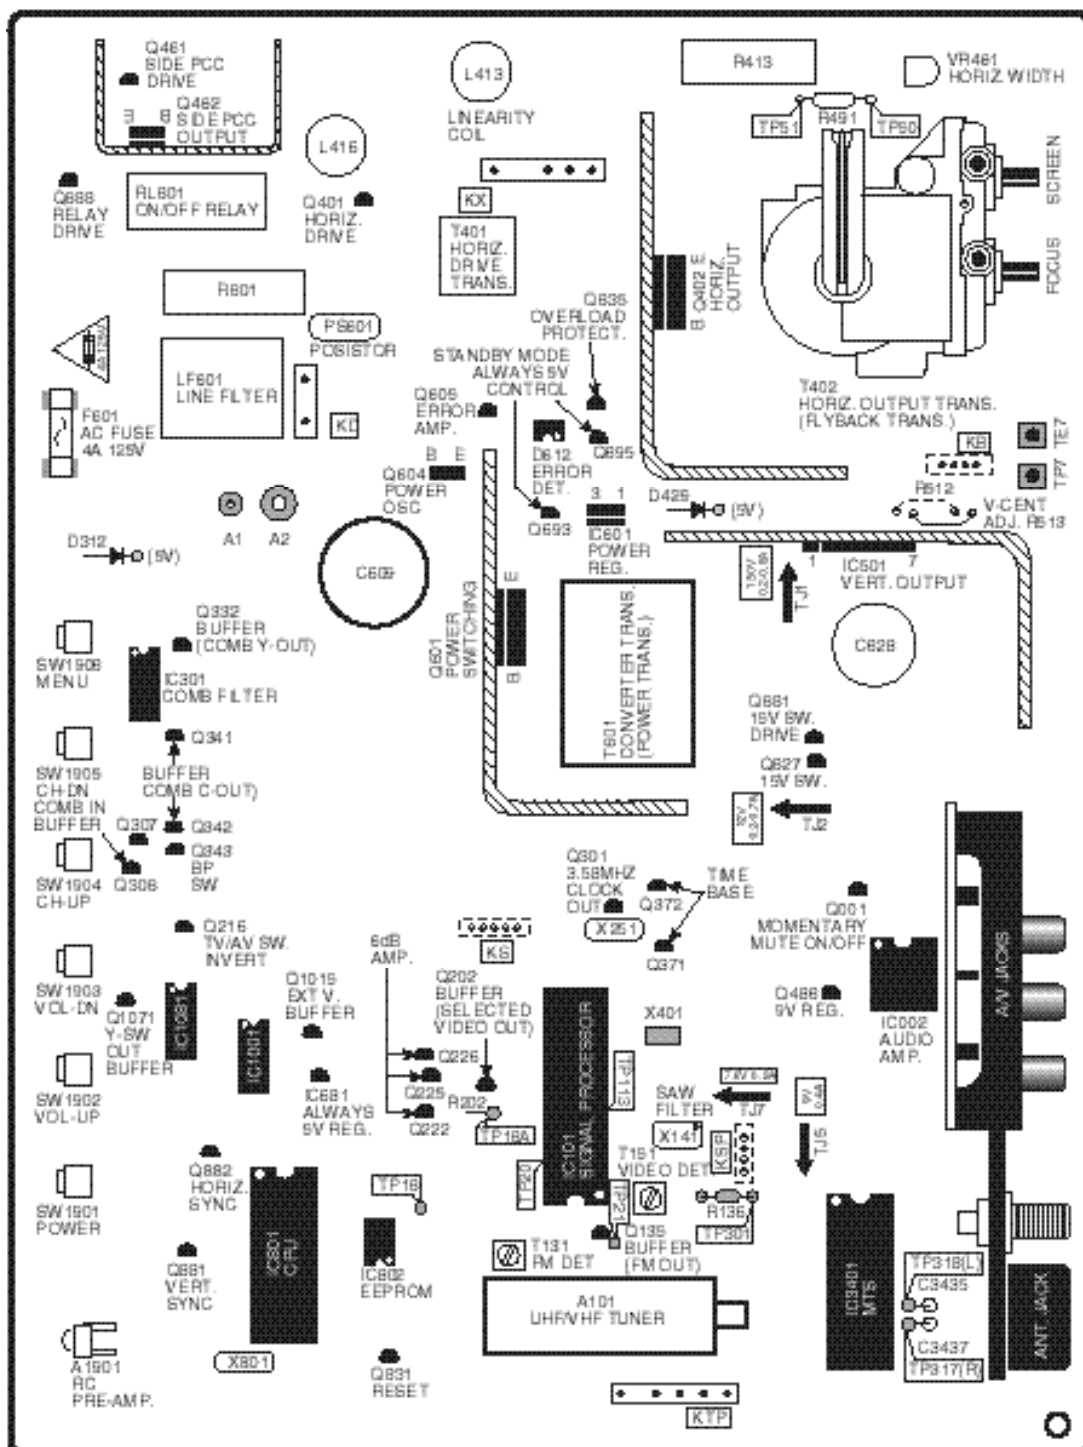 Q461
SIDE PCC
DRIVE
Q462
SIDE PCC
OUTPUT
E
B
L416
L413
LINEARITY
COIL
R413
VR461
HORIZ. WIDTH
TP51
R491
TP50
SCREEN
FOCUS
RELAY
DRIVE
RL601
ON/OFF RELAY
Q401
HORIZ.
DRIVE
KX
T401
HORIZ.
DRIVE
TRANS.
B
Q402 E
HORIZ.
OUTPUT
R601
PS601
POSISTOR
4A 125V
LF601
LINE FILTER
KD
F601
AC FUSE
4A 125V
Q635
OVERLOAD
PROTECT.
STANDBY MODE
ALWAYS 5V
CONTROL
Q605
ERROR
AMP.
D612
ERROR
DET.
Q695
Q604
POWER
OSC
B
E
Q693
3
1
IC601
POWER
REG.
D429
(5V)
T402
HORIZ. OUTPUT TRANS.
(FLYBACK TRANS.)
KB
TE7
TP7
R512
V-CENT
ADJ. R513
A1
A2
D312
(5V)
C609
1
IC501
7
VERT. OUTPUT
TJ1
C628
Q332
BUFFER
(COMB Y-OUT)
IC301
COMB FILTER
SW1906
MENU
Q601
POWER
SWITCHING
E
B
T601
CONVERTER TRANS.
(POWER TRANS.)
Q681
15V SW.
DRIVE
Q627
15V SW.
TJ2
Q341
BUFFER
COMB C-OUT)
SW1905
CH-DN
COMB IN
BUFFER
Q307
Q342
Q343
BP
SW
Q306
SW1904
CH-UP
Q301
3.58MHZ
CLOCK
OUT
X251
Q372
TIME
BASE
Q371
Q001
MOMENTARY
MUTE ON/OFF
Q216
TV/AV SW.
INVERT
6dB
AMP.
KS
Q202
BUFFER
(SELECTED
VIDEO OUT)
Q1015
EXT V.
BUFFER
SW1903
VOL-DN
Q1071
Y-SW
OUT
BUFFER
IC1081
IC1001
Q486
9V REG.
IC002
AUDIO
AMP.
A/V JACKS
X401
Q226
Q225
Q222
R202
TP16A
IC681
ALWAYS
5V REG.
SW1902
VOL-UP
IC101
SIGNAL PROCESSOR
TP113
SAW
FILTER
X141
TJ7
9V
0.4A
TJ5
KSP
T151
VIDEO DET
TP20
TP21
R136
TP301
Q882
HORIZ.
SYNC
SW1901
POWER
TP18
IC801
CPU
IC802
EEPROM
T131
FM DET
Q135
BUFFER
(FM OUT)
Q881
VERT.
SYNC
A101
UHF/VHF TUNER
IC3401
MTS
TP318(L)
C3435
C3437
TP317(R)
ANT. JACK
A1901
RC
PRE-AMP.
X801
Q831
RESET
KTP